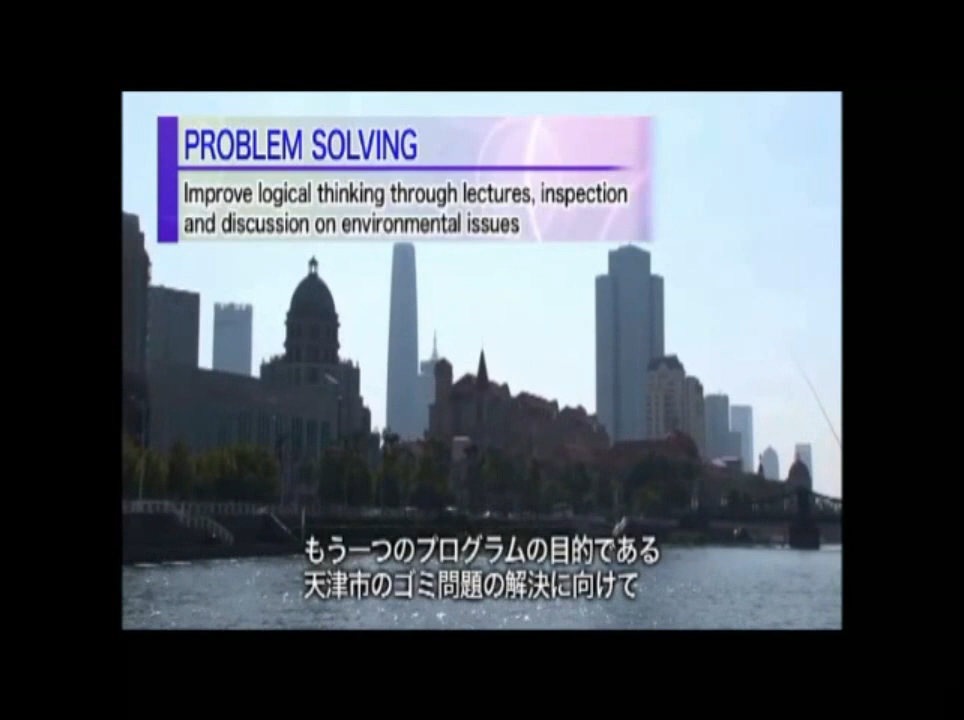 PROBLEM SOLVING
Improve logical thinking through lectures, inspection
and discussion on environmental issues
もう一つのプログラムの目的である
天津市のゴミ問題の解決に向けて